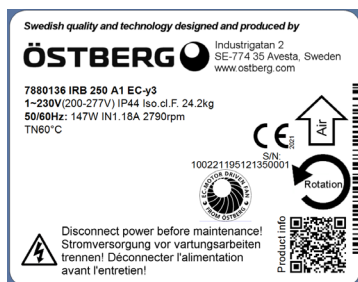 Swedish quality and technology designed and produced by
ÖSTBERG
Industrigatan 2
SE-774 35 Avesta, Sweden
www.ostberg.com
7880136 IRB 250 A1 EC-y3
1~230V(200-277V) IP44 Iso.cl.F. 24.2kg
50/60Hz: 147W IN1.18A 2790rpm
TN60°C
CE
2021
Air
S/N:
100221195121350001
EC-MOTOR DRIVEN FAN
FROM ÖSTBERG
Rotation
Disconnect power before maintenance!
Stromversorgung vor vartungsarbeiten
trennen! Déconnecter l'alimentation
avant l'entretien!
Product info